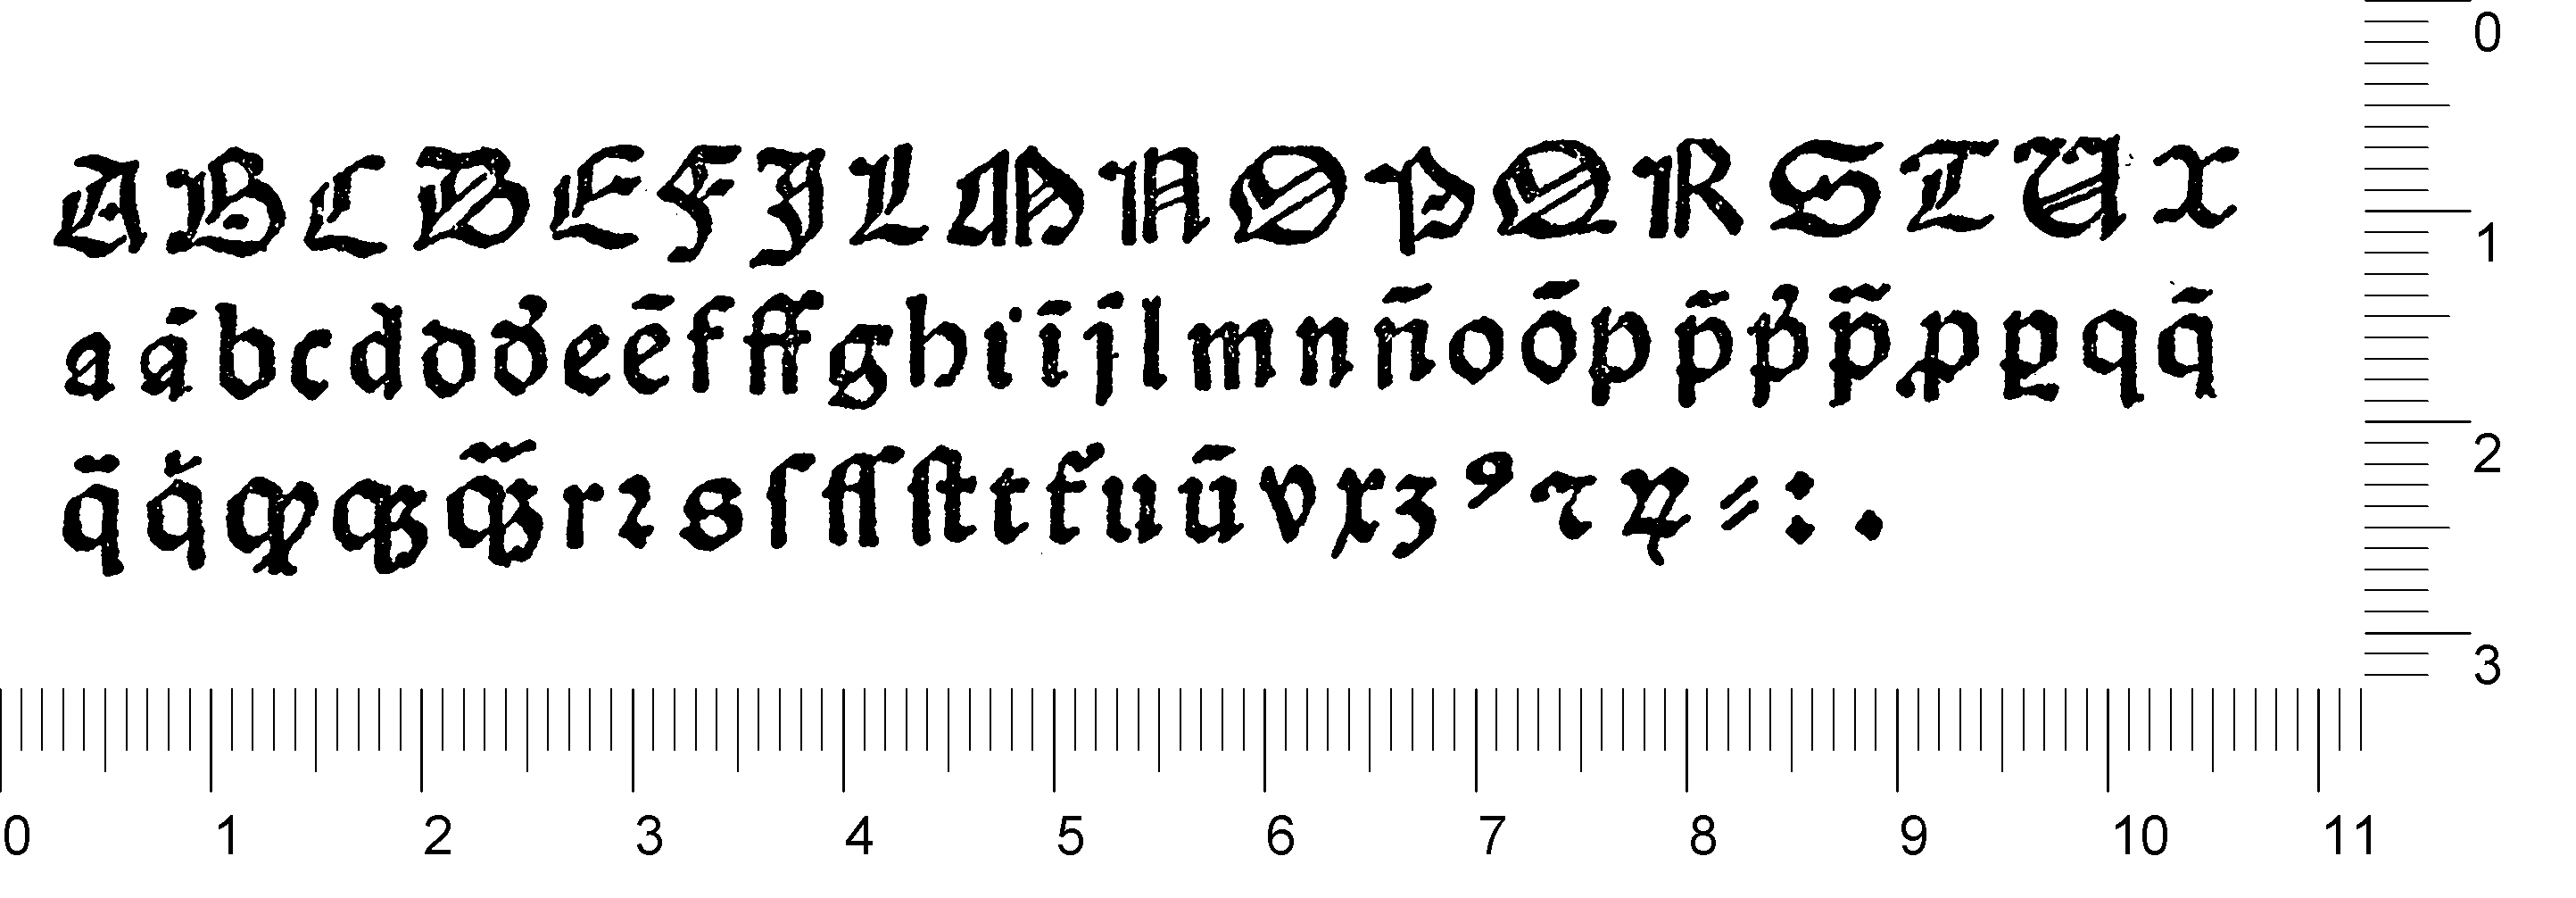 A B C D E F I L M N O P Q R S T U X
a ā b c d d d̾ e ē f ff g h i ī j l m n n̄ o ō p p̄ p̾ p̃ ꝓ ꝑ q q̄
q̃ q̌ ꝙ qꝫ q̃ꝫ r ꝛ s ſ ſſ ſt t t̾ u ū v x ꝫ ꝰ ⁊ ꝝ ⸗ : .
0
1
2
3
0 1 2 3 4 5 6 7 8 9 10 11